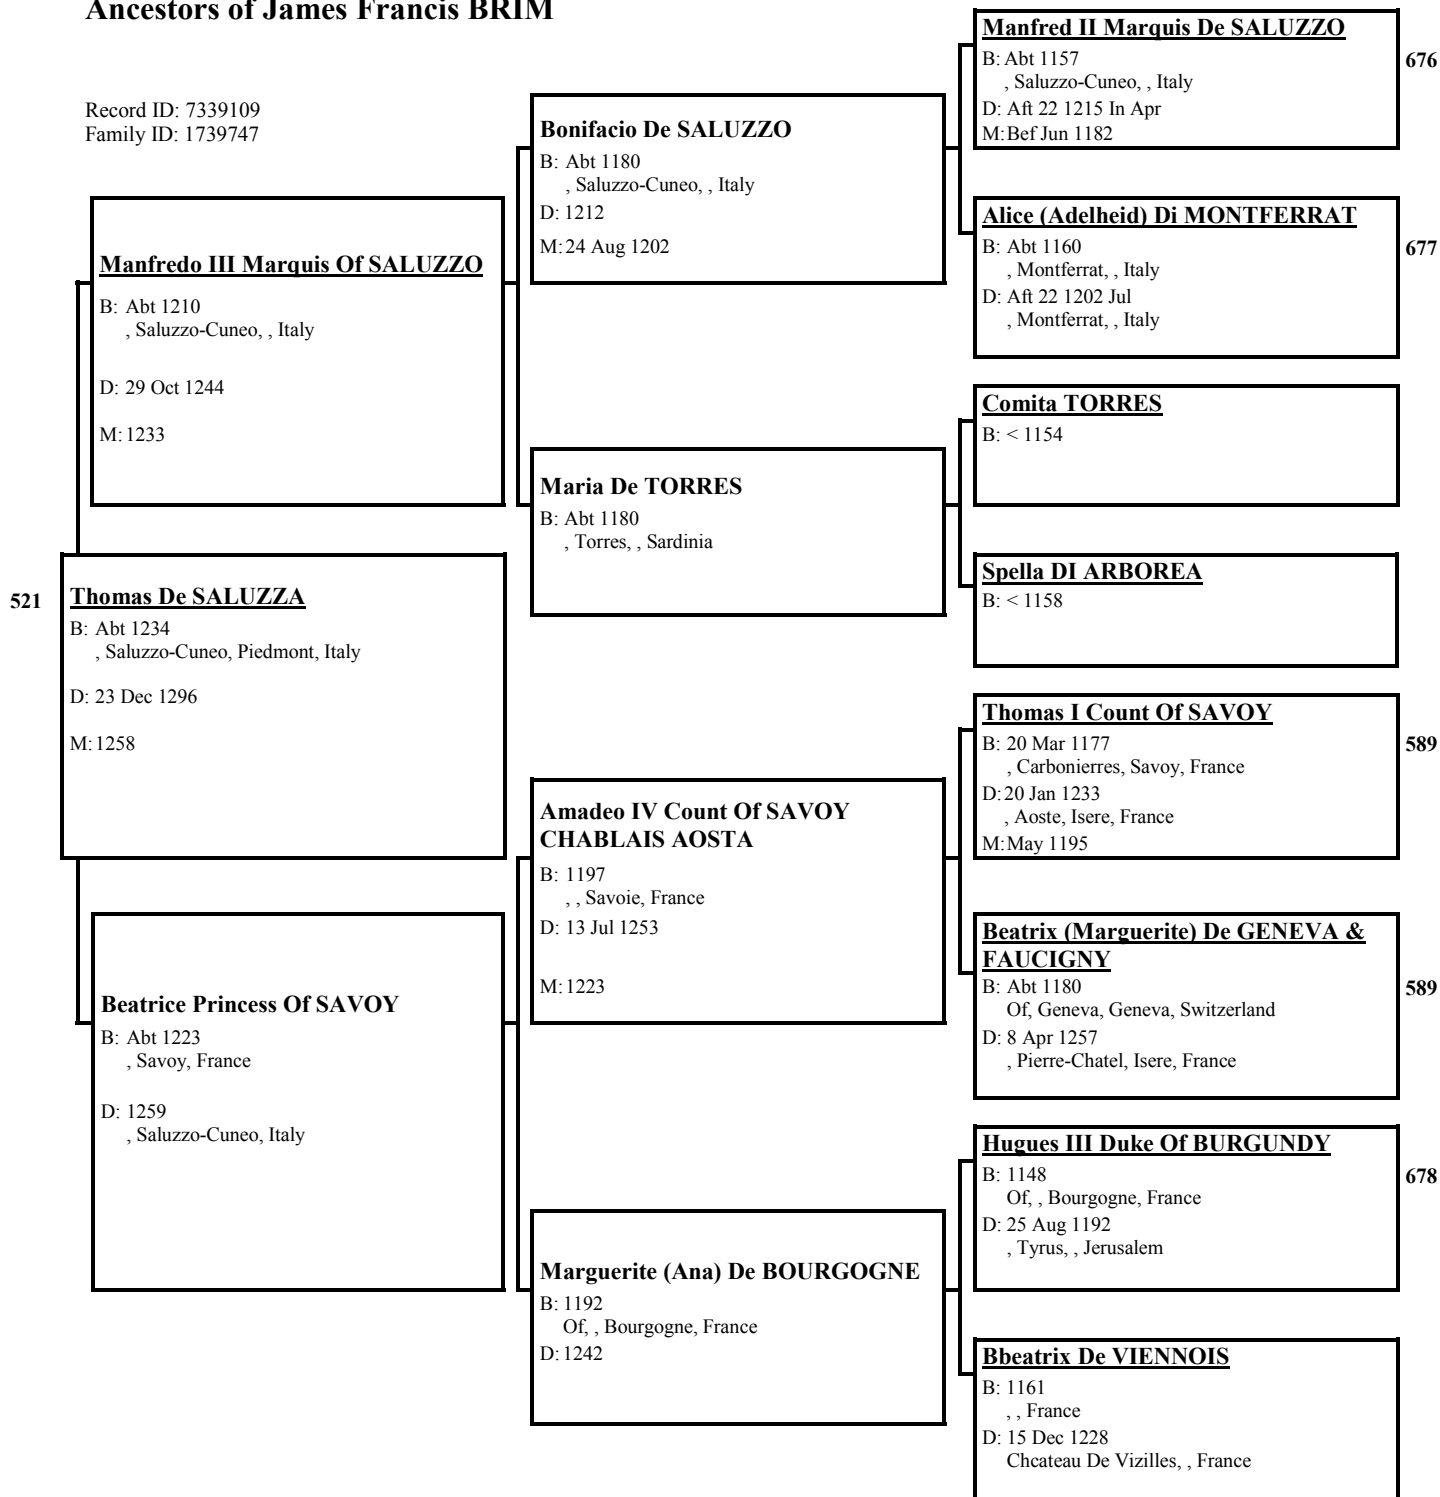 Ancestors of James Francis BRIM
Record ID: 7339109
Family ID: 1739747
521
Thomas De SALUZZA
B: Abt 1234
, Saluzzo-Cuneo, Piedmont, Italy
D: 23 Dec 1296
M: 1258
Manfredo III Marquis Of SALUZZO
B: Abt 1210
, Saluzzo-Cuneo, , Italy
D: 29 Oct 1244
M: 1233
Beatrice Princess Of SAVOY
B: Abt 1223
, Savoy, France
D: 1259
, Saluzzo-Cuneo, Italy
Bonifacio De SALUZZO
B: Abt 1180
, Saluzzo-Cuneo, , Italy
D: 1212
M: 24 Aug 1202
Maria De TORRES
B: Abt 1180
, Torres, , Sardinia
Amadeo IV Count Of SAVOY
CHABLAIS AOSTA
B: 1197
, , Savoie, France
D: 13 Jul 1253
M: 1223
Marguerite (Ana) De BOURGOGNE
B: 1192
Of, , Bourgogne, France
D: 1242
Manfred II Marquis De SALUZZO
B: Abt 1157
, Saluzzo-Cuneo, , Italy
D: Aft 22 1215 In Apr
M: Bef Jun 1182
676
Alice (Adelheid) Di MONTFERRAT
B: Abt 1160
, Montferrat, , Italy
D: Aft 22 1202 Jul
, Montferrat, , Italy
677
Comita TORRES
B: < 1154
Spella DI ARBOREA
B: < 1158
Thomas I Count Of SAVOY
B: 20 Mar 1177
, Carbonierres, Savoy, France
D: 20 Jan 1233
, Aoste, Isere, France
M: May 1195
589
Beatrix (Marguerite) De GENEVA &
FAUCIGNY
B: Abt 1180
Of, Geneva, Geneva, Switzerland
D: 8 Apr 1257
, Pierre-Chatel, Isere, France
589
Hugues III Duke Of BURGUNDY
B: 1148
Of, , Bourgogne, France
D: 25 Aug 1192
, Tyrus, , Jerusalem
678
Bbeatrix De VIENNOIS
B: 1161
, , France
D: 15 Dec 1228
Chcateau De Vizilles, , France